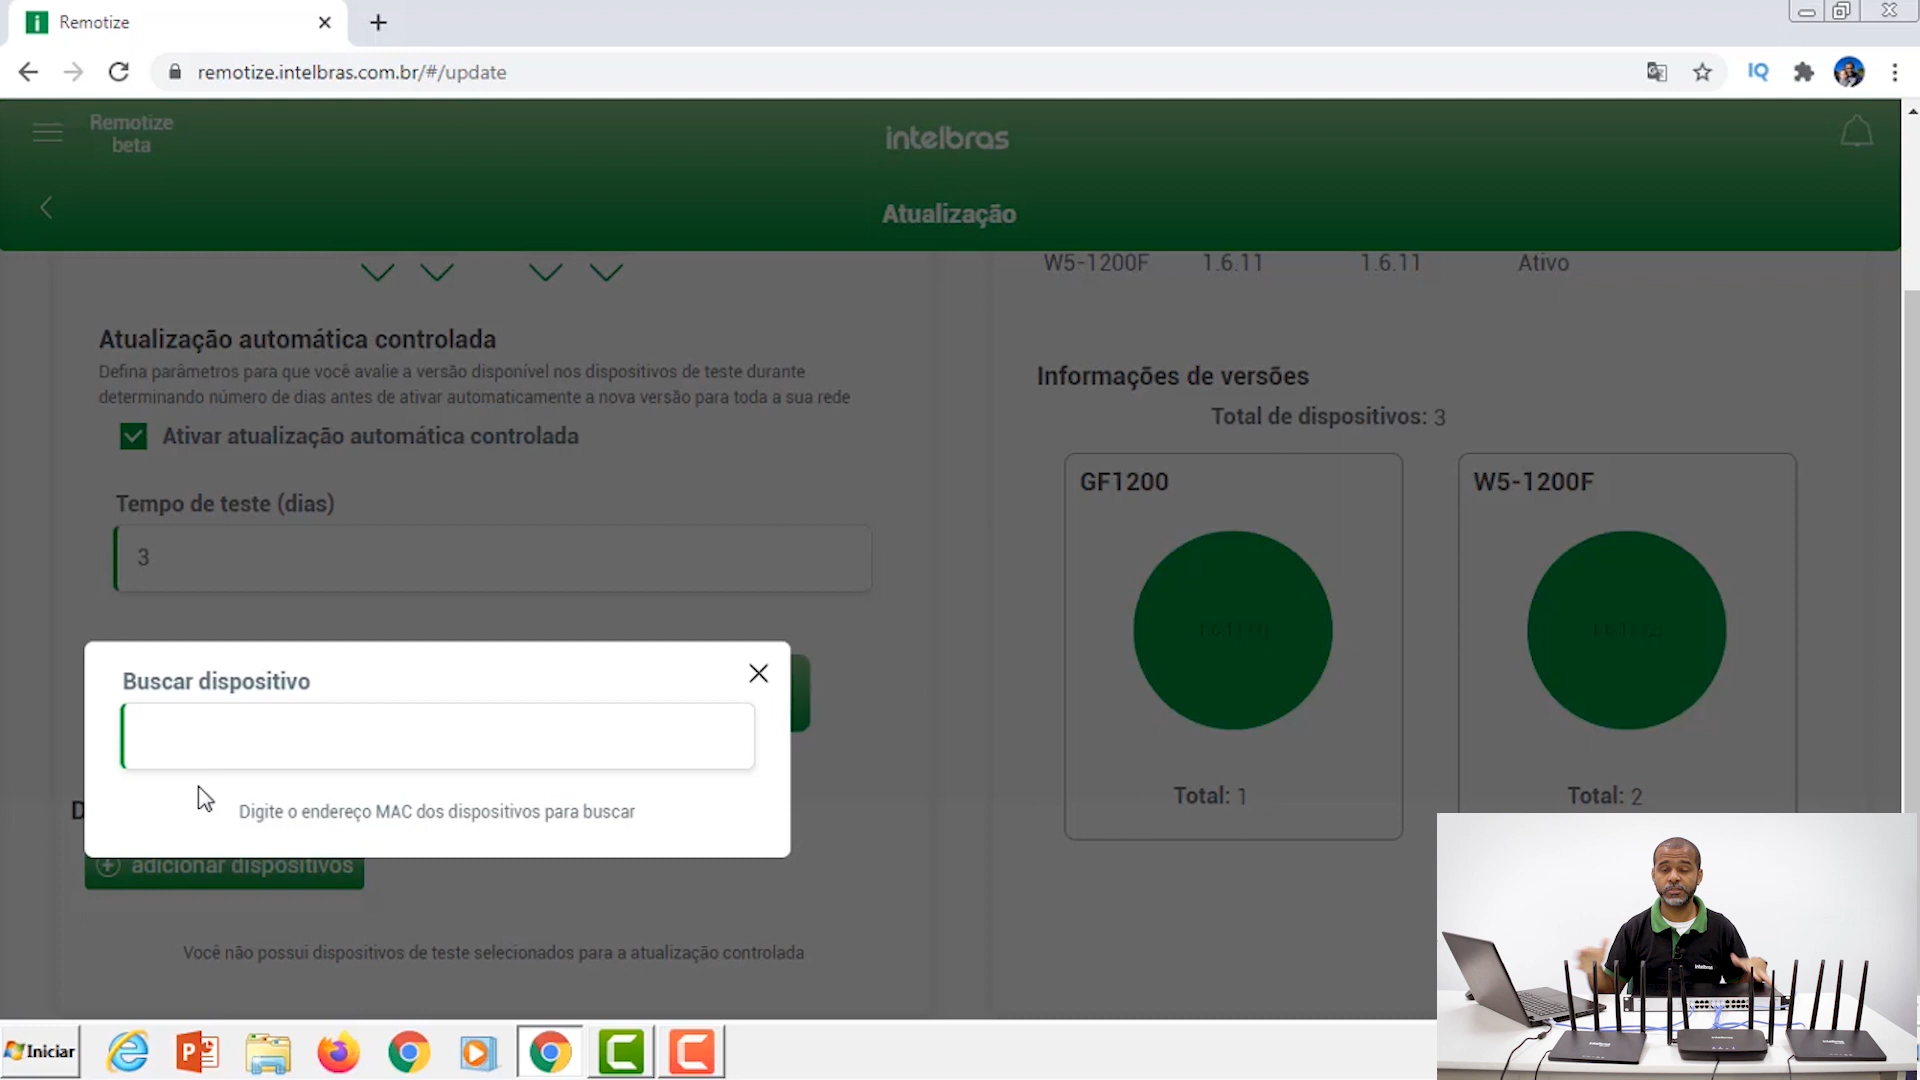 Remotize
remotize.intelbras.com.br/#/update
IQ
Remotize
beta
intelbras
Atualização
W5-1200F 1.6.11 1.6.11 Ativo
Atualização automática controlada
Defina parâmetros para que você avalie a versão disponível nos dispositivos de teste durante
determinando número de dias antes de ativar automaticamente a nova versão para toda a sua rede
Ativar atualização automática controlada
Tempo de teste (dias)
3
Informações de versões
Total de dispositivos: 3
GF1200
Total: 1
W5-1200F
Total: 2
Buscar dispositivo
Digite o endereço MAC dos dispositivos para buscar
D
adicionar dispositivos
Você não possui dispositivos de teste selecionados para a atualização controlada
intelbras
Iniciar